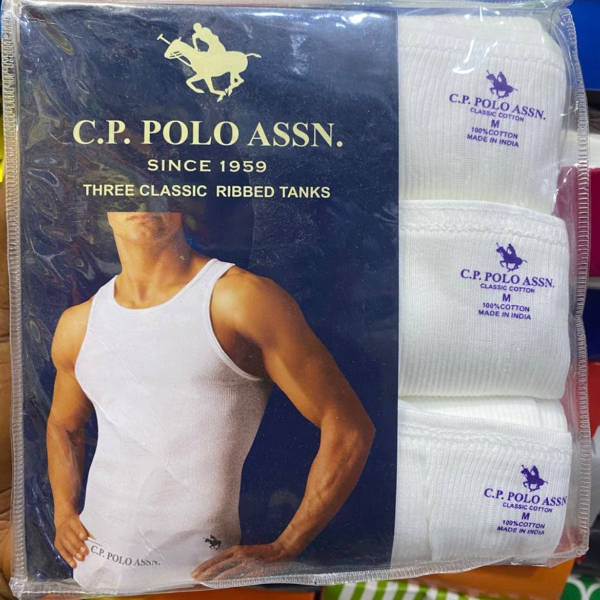 C.P. POLO ASSN.
SINCE 1959
THREE CLASSIC RIBBED TANKS
C.P. POLO ASSN.
C.P. POLO ASSN.
CLASSIC COTTON
M
100%COTTON
MADE IN INDIA
C.P. POLO ASSN.
CLASSIC COTTON
M
100%COTTON
MADE IN INDIA
C.P. POLO ASSN
CLASSIC COTTON
M
100%COTTON
MADE IN INDIA